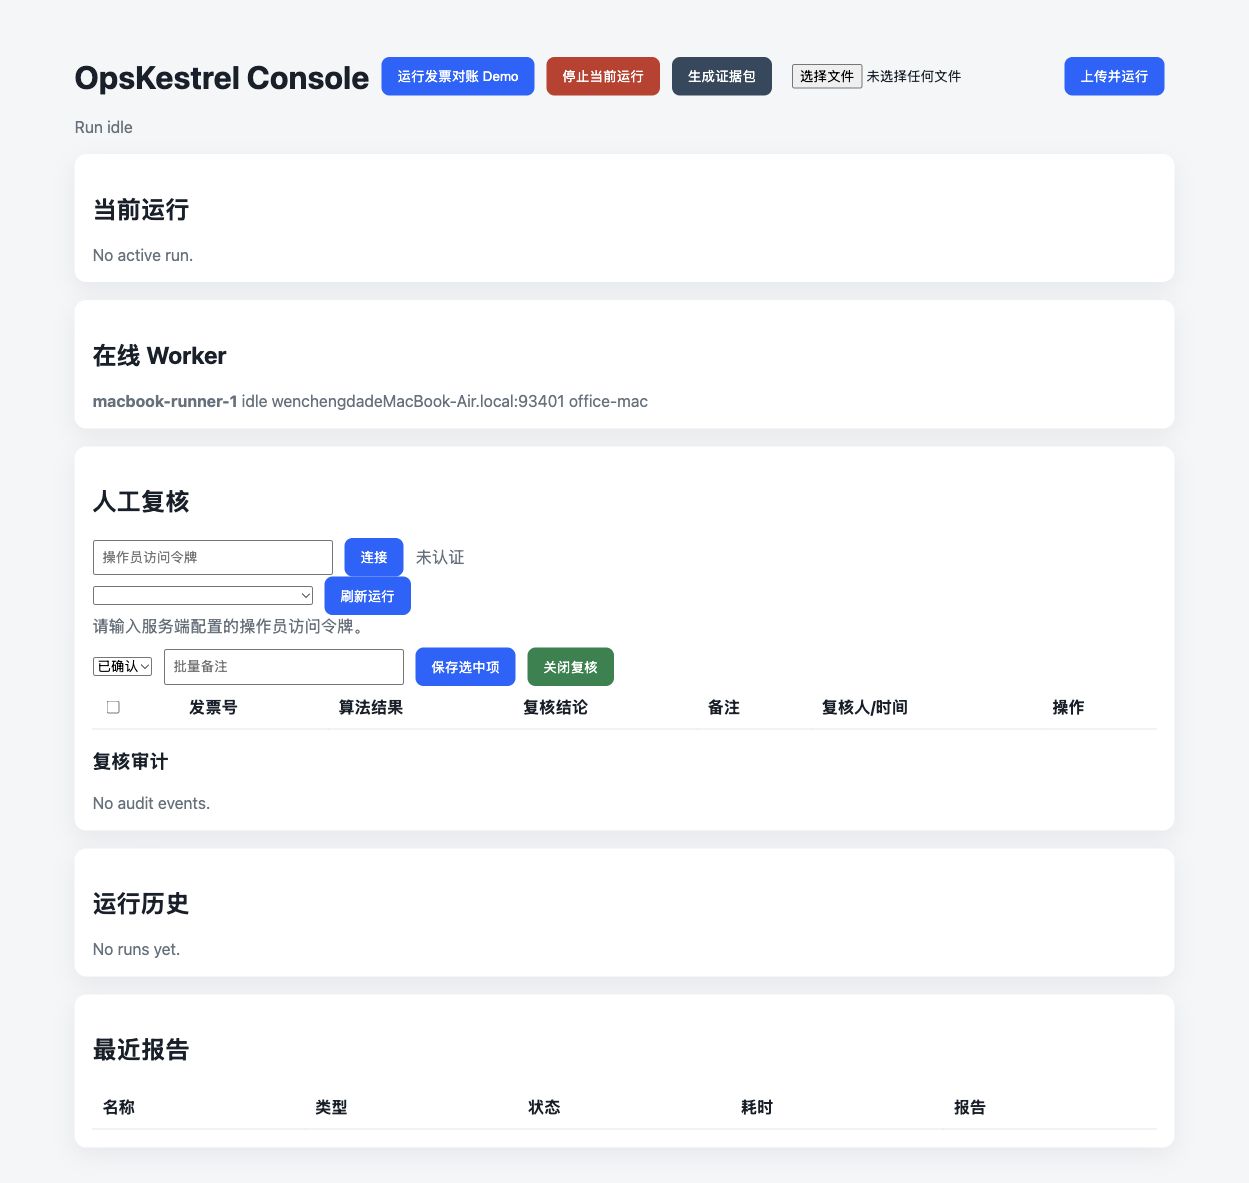 OpsKestrel Console 运行发票对账 Demo 停止当前运行 生成证据包 选择文件 未选择任何文件 上传并运行
Run idle
当前运行
No active run.
在线 Worker
macbook-runner-1 idle wenchengdadeMacBook-Air.local:93401 office-mac
人工复核
操作员访问令牌 连接 未认证
刷新运行
请输入服务端配置的操作员访问令牌。
已确认 批量备注 保存选中项 关闭复核
发票号 算法结果 复核结论 备注 复核人/时间 操作
复核审计
No audit events.
运行历史
No runs yet.
最近报告
名称 类型 状态 耗时 报告